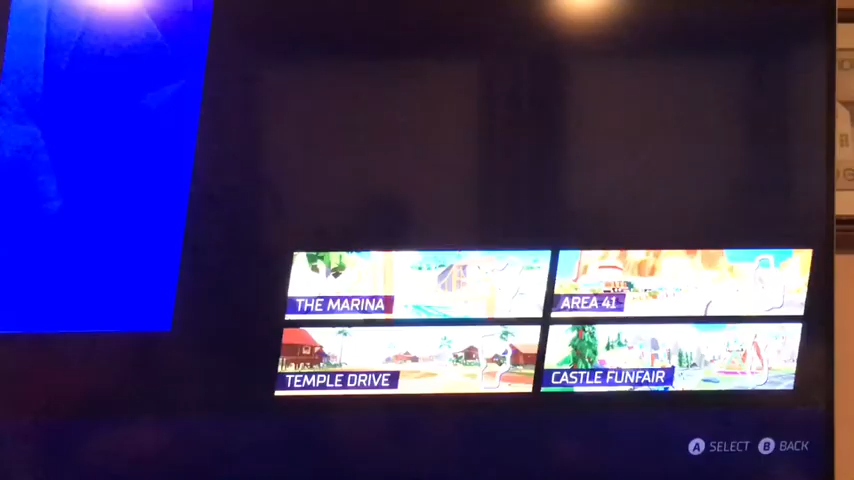 THE MARINA
AREA 41
TEMPLE DRIVE
CASTLE FUNFAIR
A SELECT B BACK